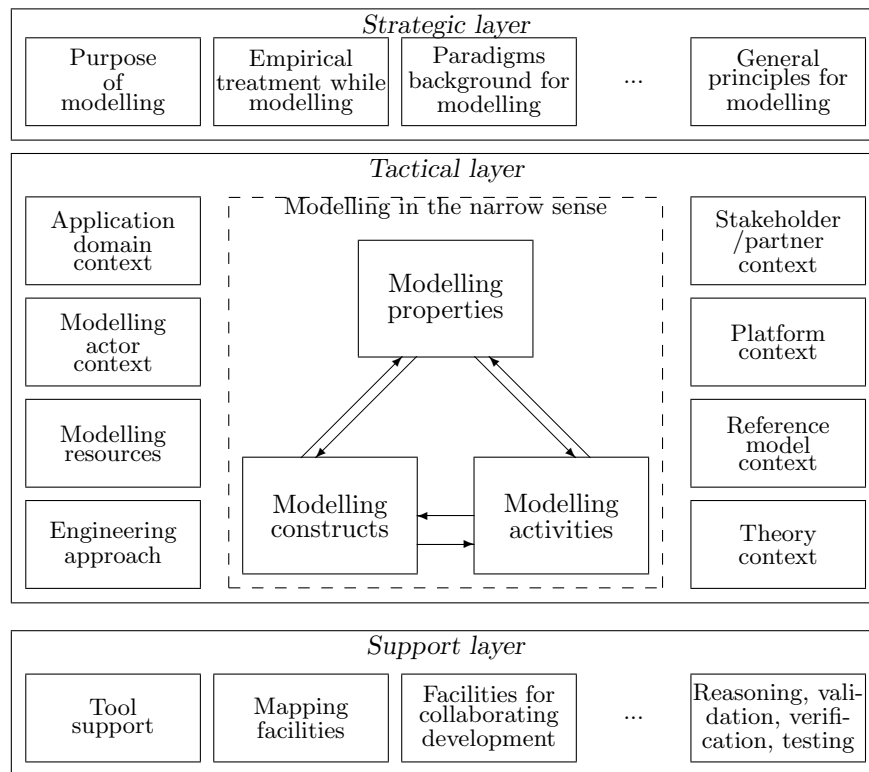 Strategic layer
Purpose
of
modelling
Empirical
treatment while
modelling
Paradigms
background for
modelling
...
General
principles for
modelling
Tactical layer
Application
domain
context
Modelling
actor
context
Modelling
resources
Engineering
approach
Modelling in the narrow sense
Modelling
properties
Modelling
constructs
Modelling
activities
Stakeholder
/partner
context
Platform
context
Reference
model
context
Theory
context
Support layer
Tool
support
Mapping
facilities
Facilities for
collaborating
development
...
Reasoning, vali-
dation, verifi-
cation, testing